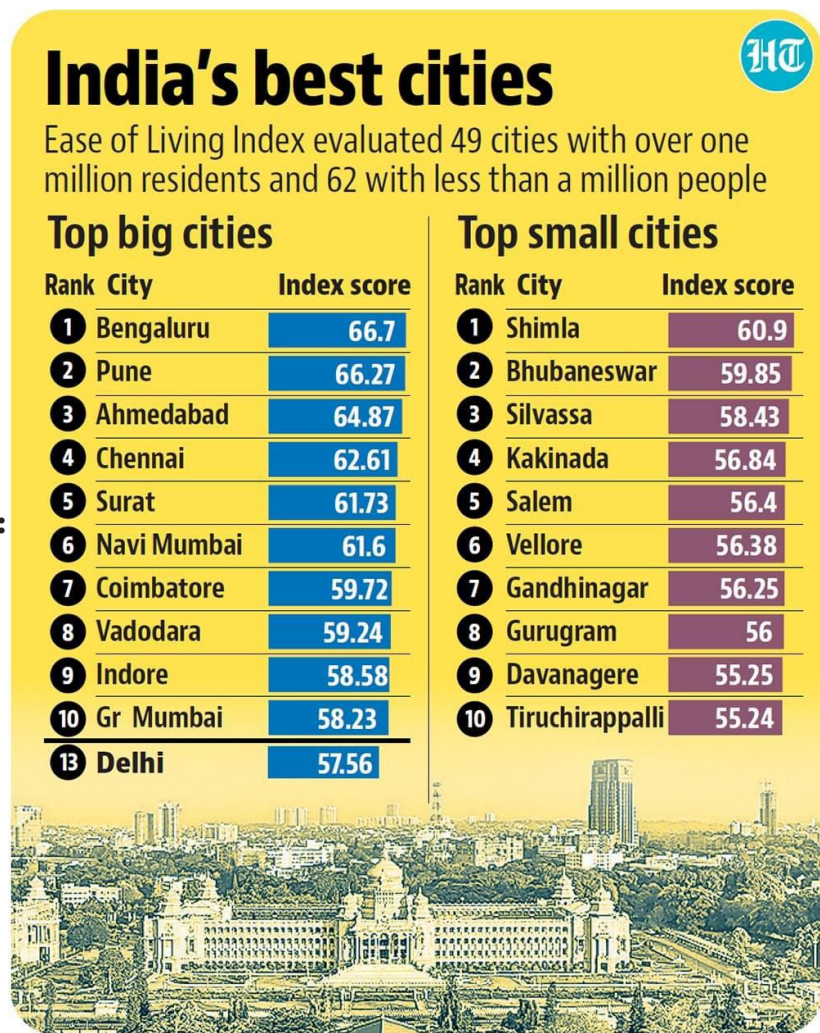 HT
India's best cities
Ease of Living Index evaluated 49 cities with over one
million residents and 62 with less than a million people
Top big cities
Rank City Index score
1 Bengaluru 66.7
2 Pune 66.27
3 Ahmedabad 64.87
4 Chennai 62.61
5 Surat 61.73
6 Navi Mumbai 61.6
7 Coimbatore 59.72
8 Vadodara 59.24
9 Indore 58.58
10 Gr Mumbai 58.23
13 Delhi 57.56
Top small cities
Rank City Index score
1 Shimla 60.9
2 Bhubaneswar 59.85
3 Silvassa 58.43
4 Kakinada 56.84
5 Salem 56.4
6 Vellore 56.38
7 Gandhinagar 56.25
8 Gurugram 56
9 Davanagere 55.25
10 Tiruchirappalli 55.24
: